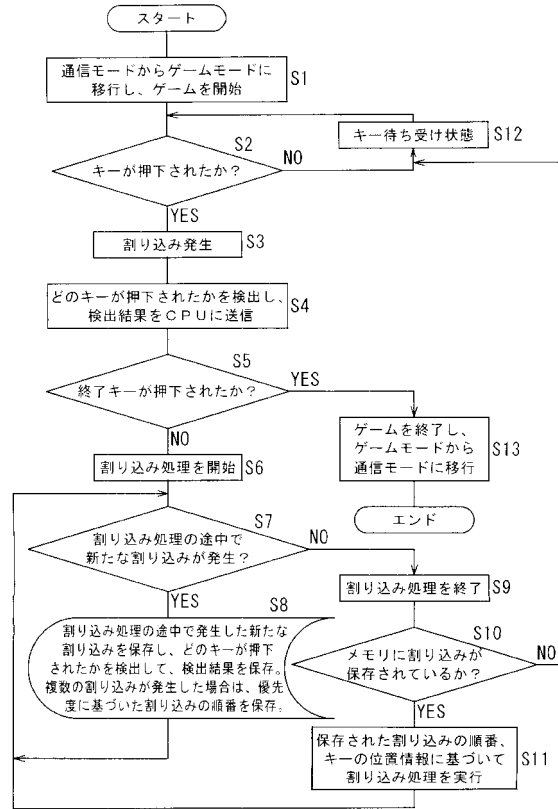 スタート
通信モードからゲームモードに
移行し、ゲームを開始
S1
キー待ち受け状態
S12
S2
キーが押下されたか？
NO
YES
割り込み発生
S3
どのキーが押下されたかを検出し、
検出結果をＣＰＵに送信
S4
S5
終了キーが押下されたか？
YES
NO
ゲームを終了し、
ゲームモードから
通信モードに移行
S13
割り込み処理を開始
S6
エンド
S7
割り込み処理の途中で
新たな割り込みが発生？
NO
YES
割り込み処理を終了
S9
S8
割り込み処理の途中で発生した新たな
割り込みを保存し、どのキーが押下
されたかを検出して、検出結果を保存。
複数の割り込みが発生した場合は、優先
度に基づいた割り込みの順番を保存。
S10
メモリに割り込みが
保存されているか？
NO
YES
保存された割り込みの順番、
キーの位置情報に基づいて
割り込み処理を実行
S11